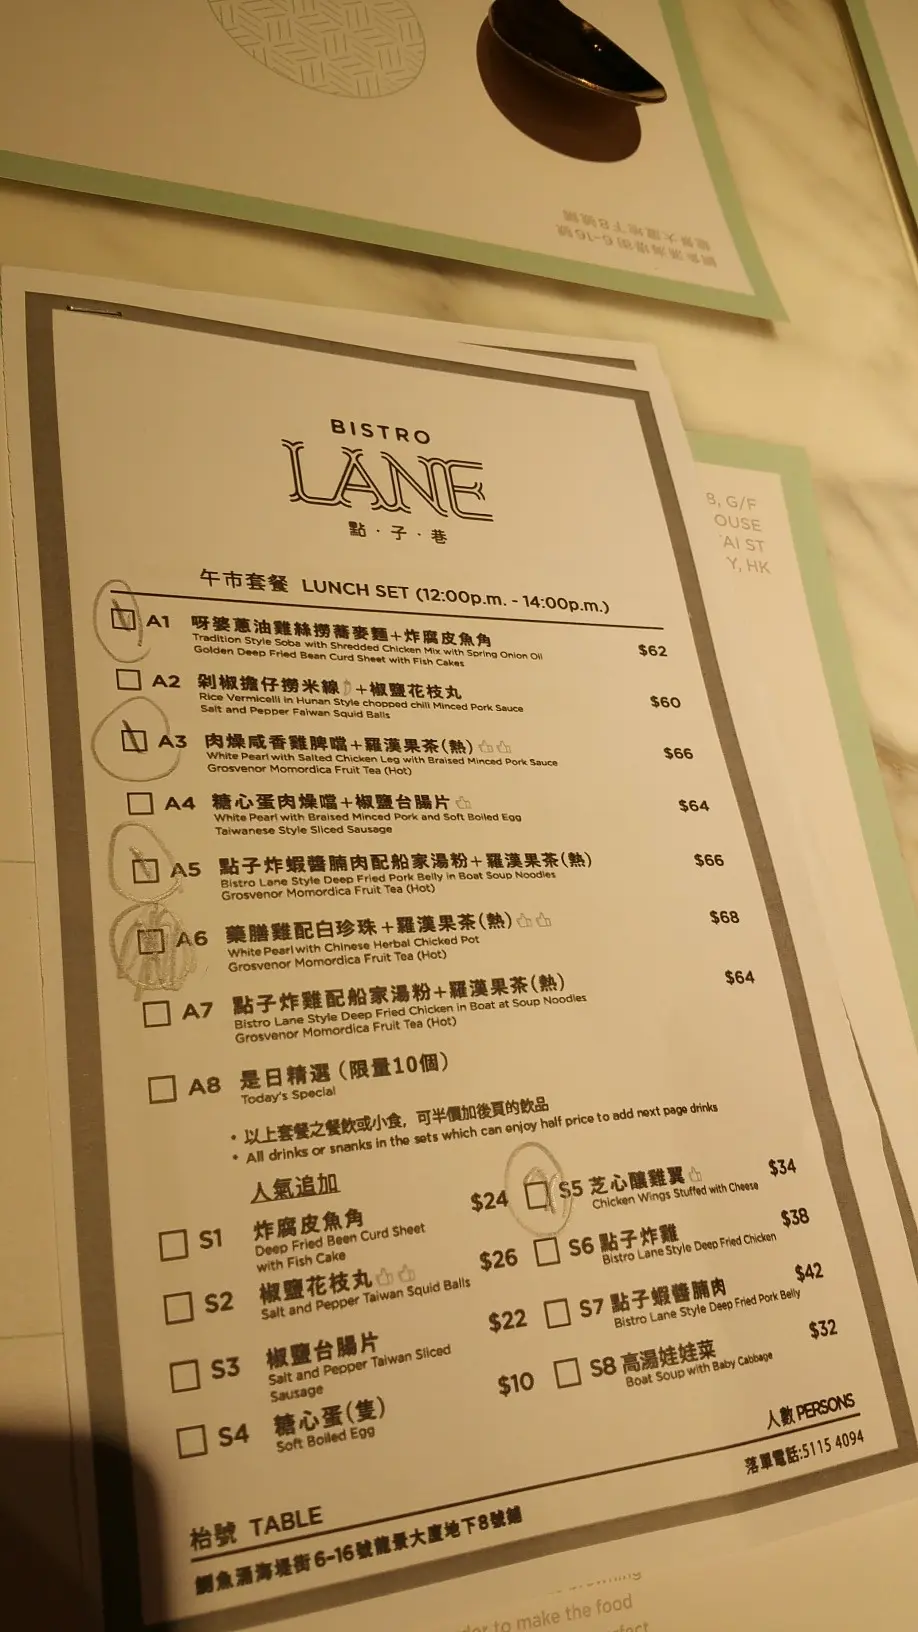 B, G/F
OUSE
AI ST
Y, HK
BISTRO
LANE
點·子·巷
午市套餐 LUNCH SET (12:00p.m. - 14:00p.m.)
A1 呀婆蔥油雞絲撈蕎麥麵+炸腐皮魚角 $62
Tradition Style Soba with Shredded Chicken Mix with Spring Onion Oil
Golden Deep Fried Bean Curd Sheet with Fish Cakes
A2 剁椒擔仔撈米線+椒鹽花枝丸 $60
Rice Vermicelli in Hunan Style chopped chili Minced Pork Sauce
Salt and Pepper Faiwan Squid Balls
A3 肉燥咸香雞髀噹+羅漢果茶(熱) $66
White Pearl with Salted Chicken Leg with Braised Minced Pork Sauce
Grosvenor Momordica Fruit Tea (Hot)
A4 糖心蛋肉燥噹+椒鹽台腸片 $64
White Pearl with Braised Minced Pork and Soft Boiled Egg
Taiwanese Style Sliced Sausage
A5 點子炸蝦醬腩肉配船家湯粉+羅漢果茶(熱) $66
Bistro Lane Style Deep Fried Pork Belly in Boat Soup Noodles
Grosvenor Momordica Fruit Tea (Hot)
A6 藥膳雞配白珍珠+羅漢果茶(熱) $68
White Pearl with Chinese Herbal Chicked Pot
Grosvenor Momordica Fruit Tea (Hot)
A7 點子炸雞配船家湯粉+羅漢果茶(熱) $64
Bistro Lane Style Deep Fried Chicken in Boat at Soup Noodles
Grosvenor Momordica Fruit Tea (Hot)
A8 是日精選 (限量10個)
Today's Special
• 以上套餐之餐飲或小食, 可半價加後頁的飲品
• All drinks or snanks in the sets which can enjoy half price to add next page drinks
人氣追加
S1 炸腐皮魚角 $24
Deep Fried Been Curd Sheet
with Fish Cake
S2 椒鹽花枝丸 $26
Salt and Pepper Taiwan Squid Balls
S3 椒鹽台腸片 $22
Salt and Pepper Taiwan Sliced
Sausage
S4 糖心蛋(隻) $10
Soft Boiled Egg
S5 芝心釀雞翼 $34
Chicken Wings Stuffed with Cheese
S6 點子炸雞 $38
Bistro Lane Style Deep Fried Chicken
S7 點子蝦醬腩肉 $42
Bistro Lane Style Deep Fried Pork Belly
S8 高湯娃娃菜 $32
Boat Soup with Baby Cabbage
人數 PERSONS
枱號 TABLE
落單電話:5115 4094
鰂魚涌海堤街6-16號龍景大廈地下8號舖
to make the food